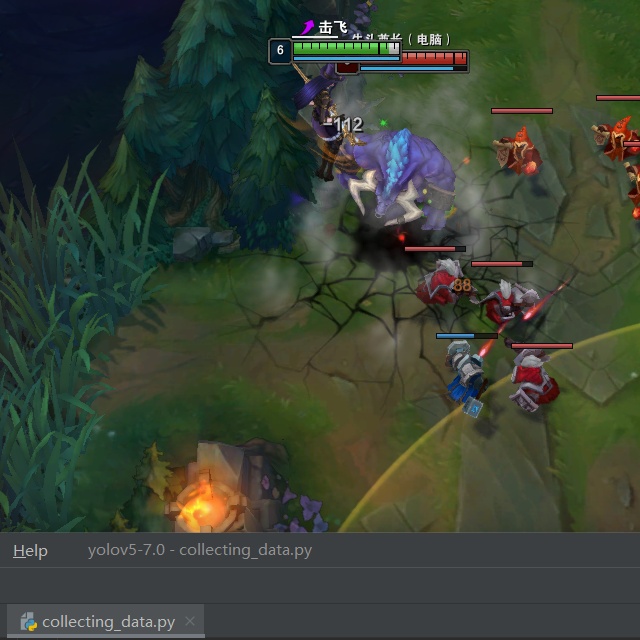 击飞
牛头酋长（电脑）
6
-112
88
Help yolov5-7.0 - collecting_data.py
collecting_data.py